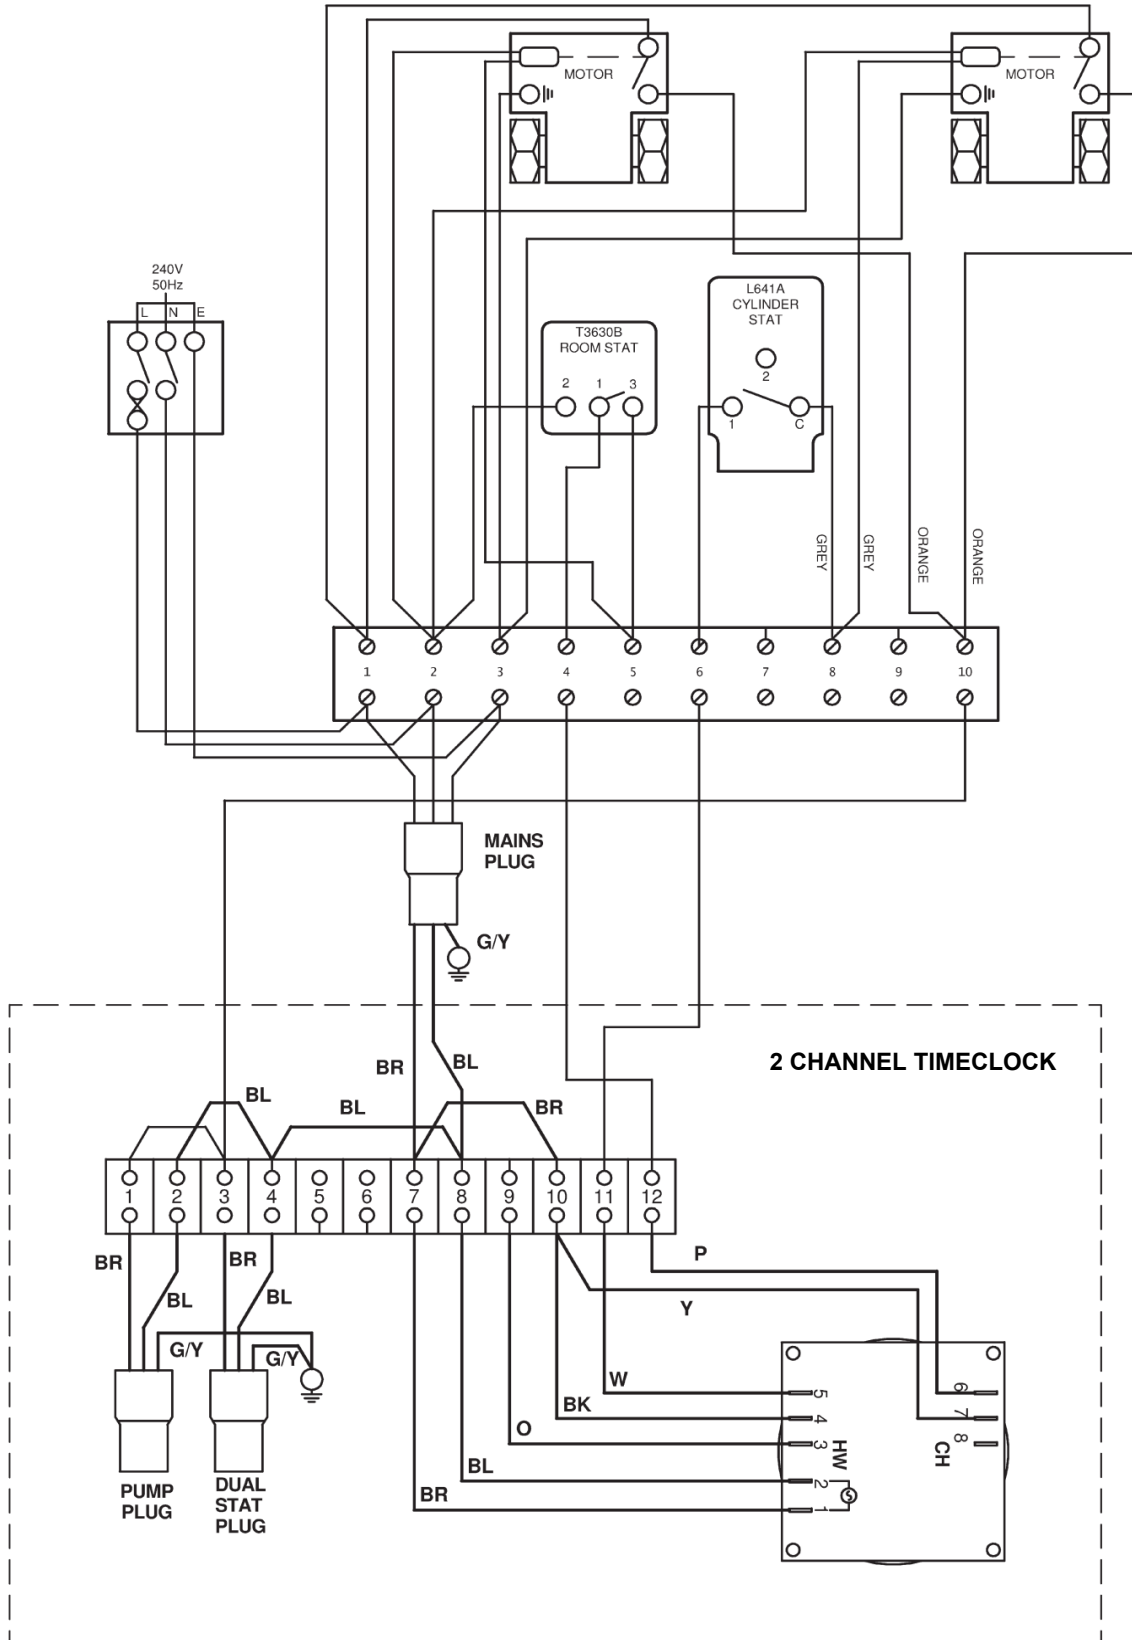 MOTOR
MOTOR
240V
50Hz
L N E
L641A
CYLINDER
STAT
2
1 C
T3630B
ROOM STAT
2 1 3
GREY
GREY
ORANGE
ORANGE
1 2 3 4 5 6 7 8 9 10
MAINS
PLUG
G/Y
2 CHANNEL TIMECLOCK
BR
BL
BL
BL
BR
1 2 3 4 5 6 7 8 9 10 11 12
BR
BL
BR
BL
G/Y
G/Y
P
Y
W
BK
O
BL
BR
5
4
3
2
1
HW
6
7
8
CH
PUMP
PLUG
DUAL
STAT
PLUG